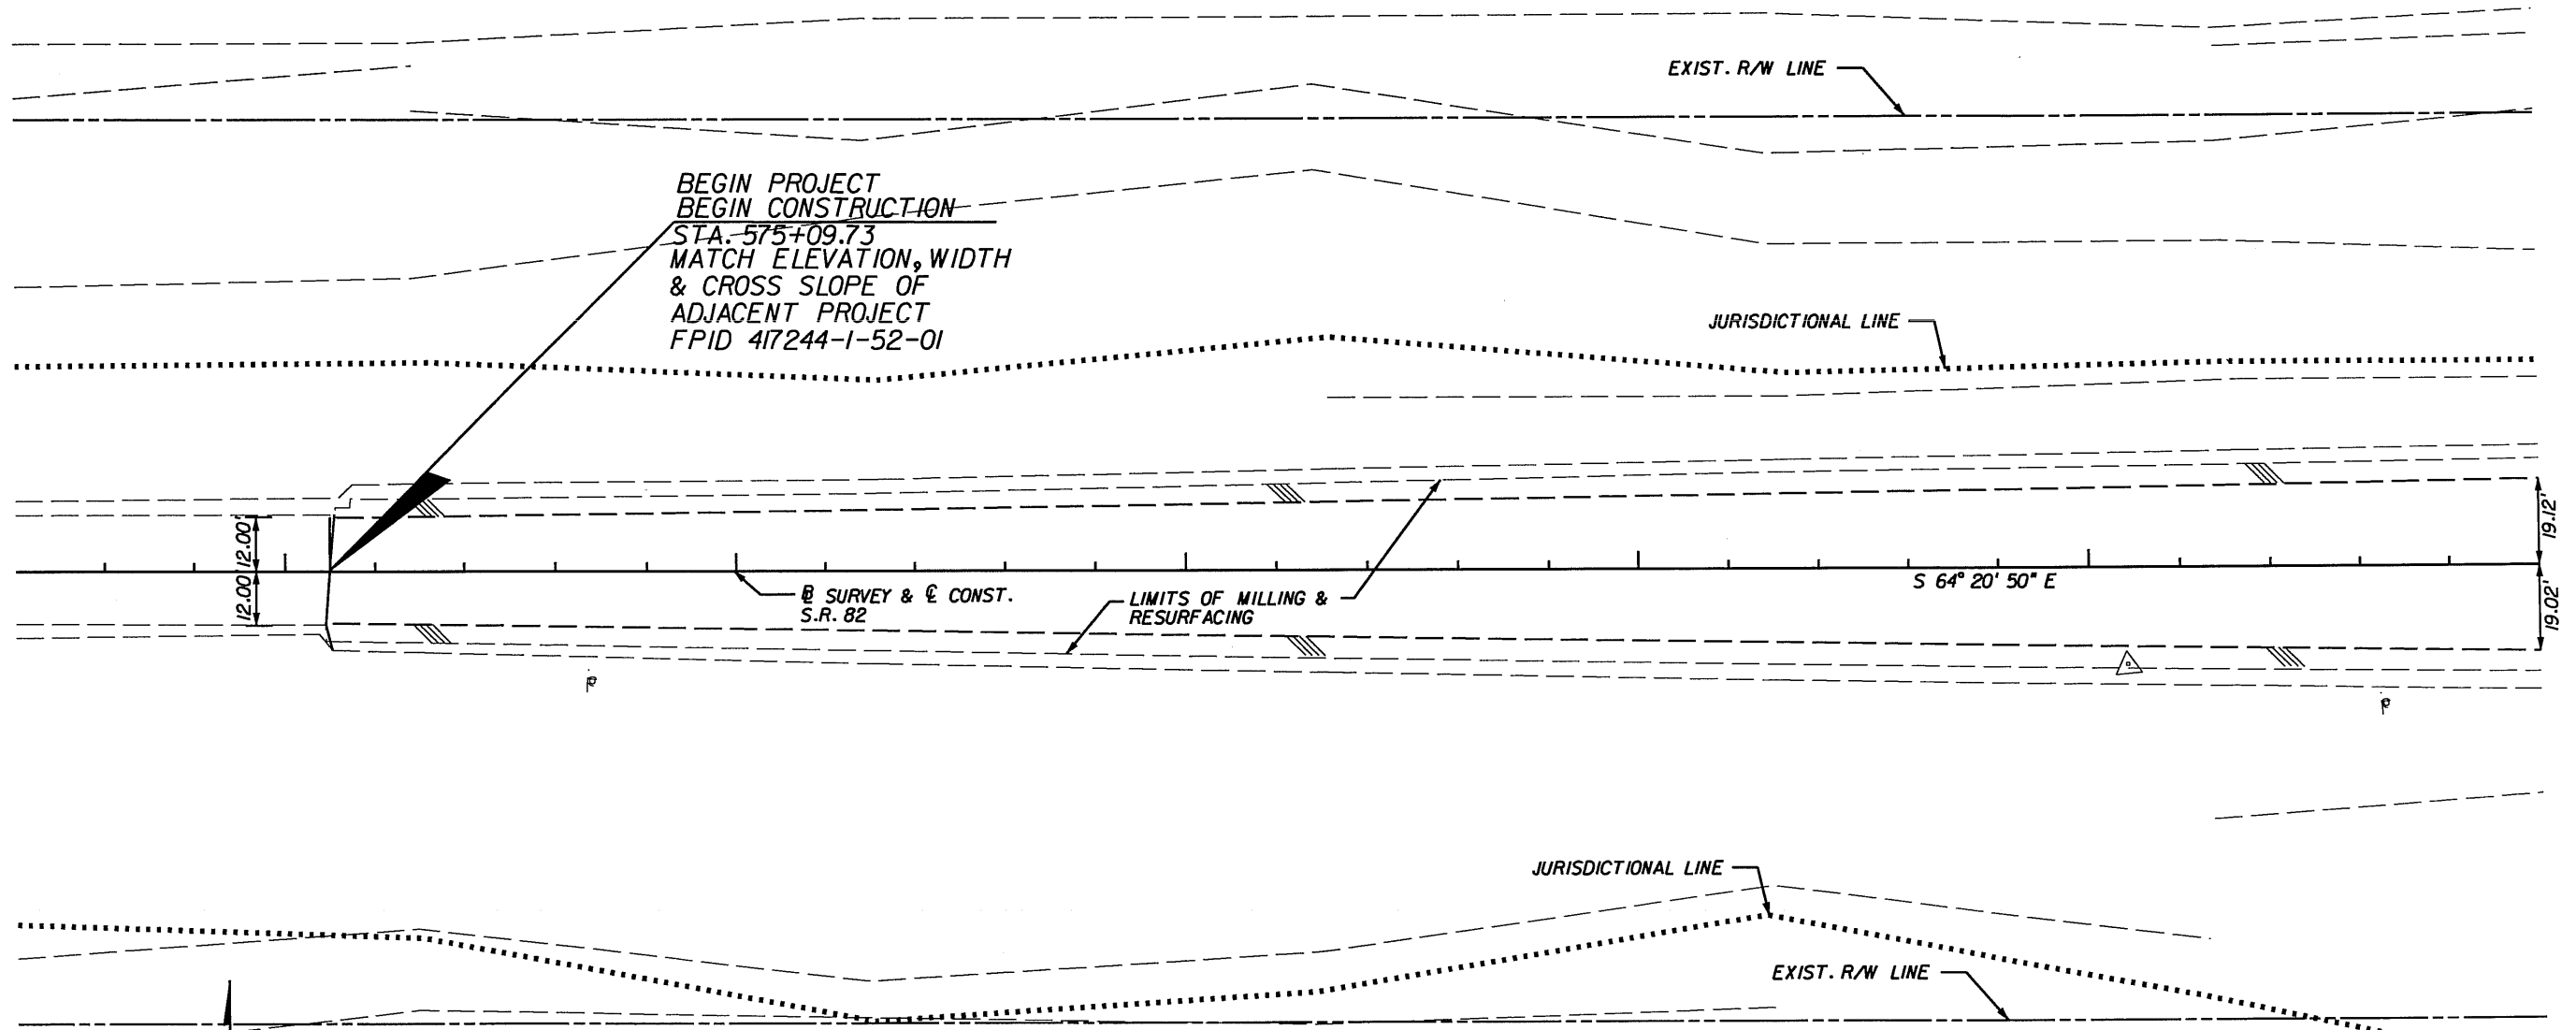 EXIST. R/W LINE
BEGIN PROJECT
BEGIN CONSTRUCTION
STA. 575+09.73
MATCH ELEVATION, WIDTH
& CROSS SLOPE OF
ADJACENT PROJECT
FPID 417244-1-52-01
JURISDICTIONAL LINE
12.00'
12.00'
19.12'
19.02'
S 64° 20' 50" E
℄ SURVEY & ℄ CONST.
S.R. 82
LIMITS OF MILLING &
RESURFACING
JURISDICTIONAL LINE
EXIST. R/W LINE